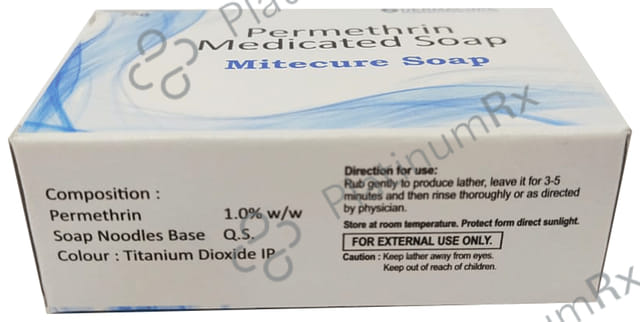 Permethrin
Medicated Soap
Mitecure Soap
Composition :
Permethrin 1.0% w/w
Soap Noodles Base Q.S.
Colour : Titanium Dioxide IP
Direction for use:
Rub gently to produce lather, leave it for 3-5
minutes and then rinse thoroughly or as directed
by physician.
Store at room temperature. Protect form direct sunlight.
FOR EXTERNAL USE ONLY.
Caution : Keep lather away from eyes.
Keep out of reach of children.
PlatinumRx
PlatinumRx